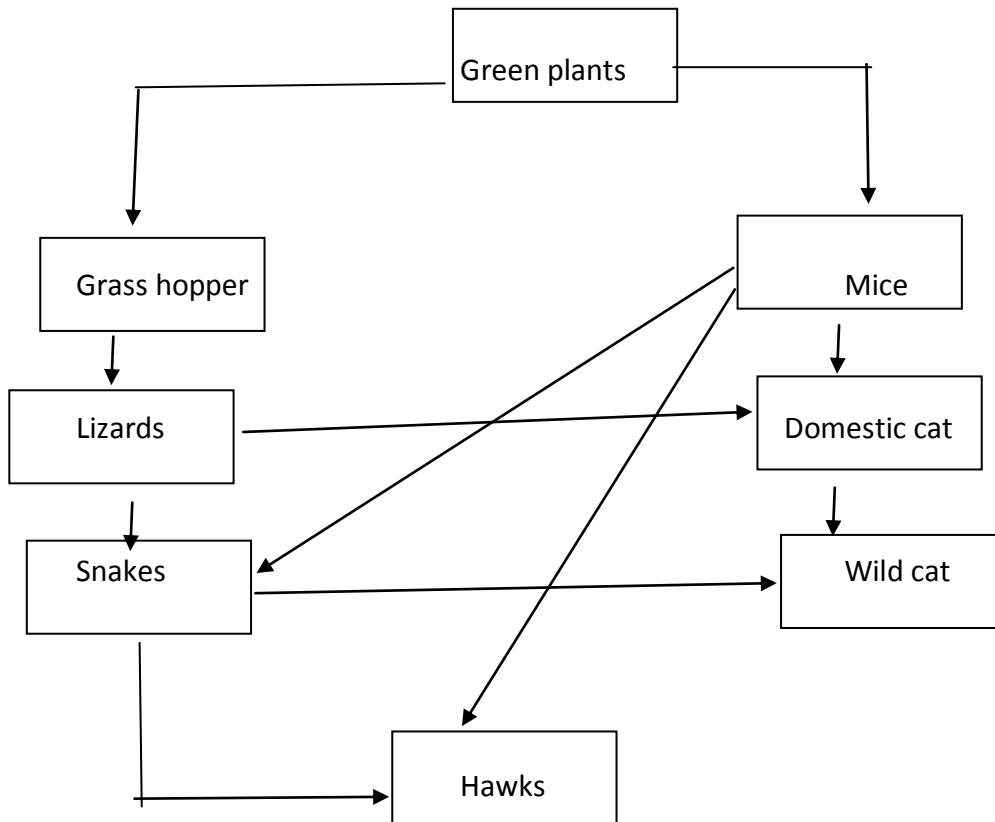 Green plants
Grass hopper
Mice
Lizards
Domestic cat
Snakes
Wild cat
Hawks